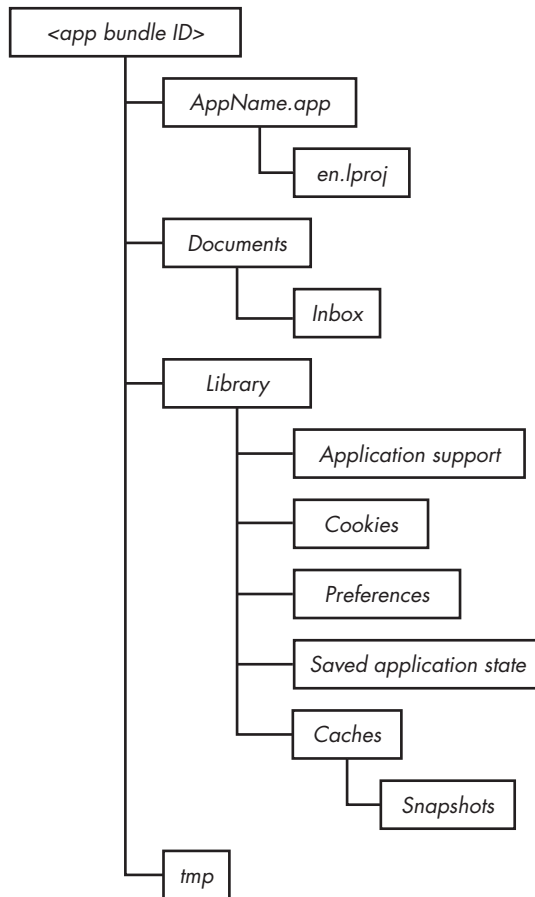 <app bundle ID>
AppName.app
en.lproj
Documents
Inbox
Library
Application support
Cookies
Preferences
Saved application state
Caches
Snapshots
tmp